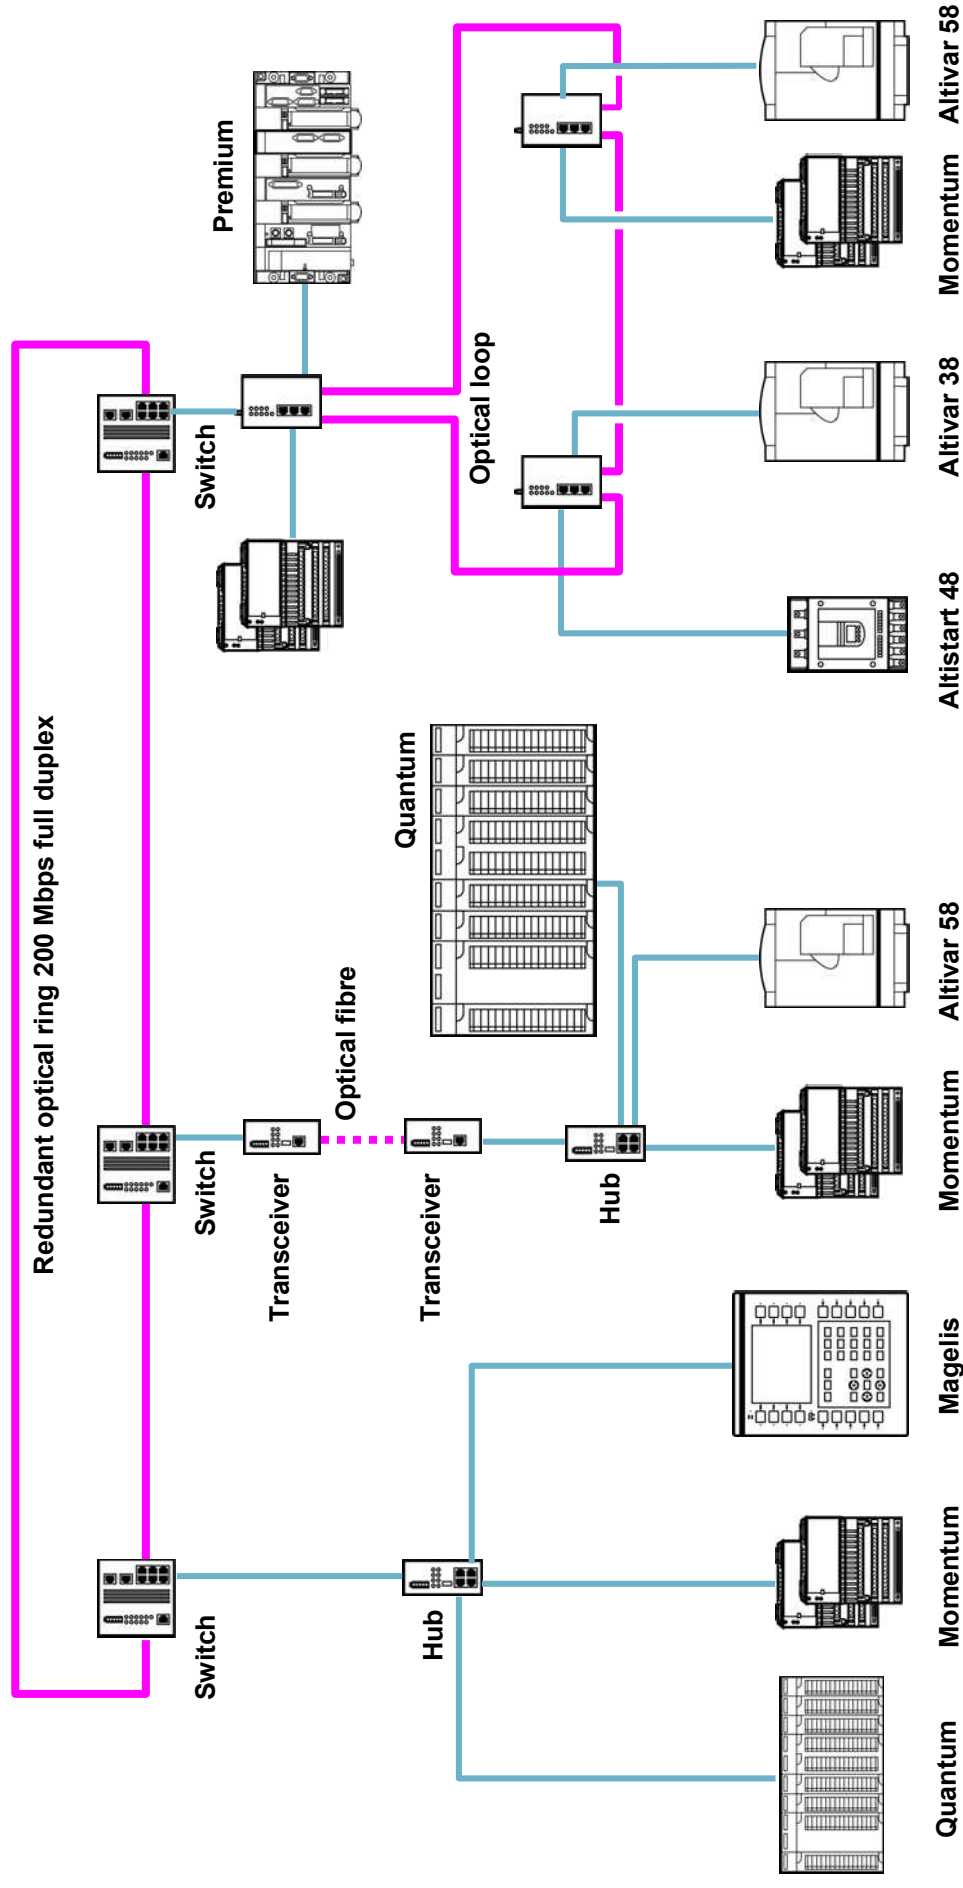 Redundant optical ring 200 Mbps full duplex
Switch
Switch
Switch
Premium
Transceiver
Optical fibre
Transceiver
Quantum
Optical loop
Hub
Hub
Quantum
Momentum
Magelis
Momentum
Altivar 58
Altistart 48
Altivar 38
Momentum
Altivar 58